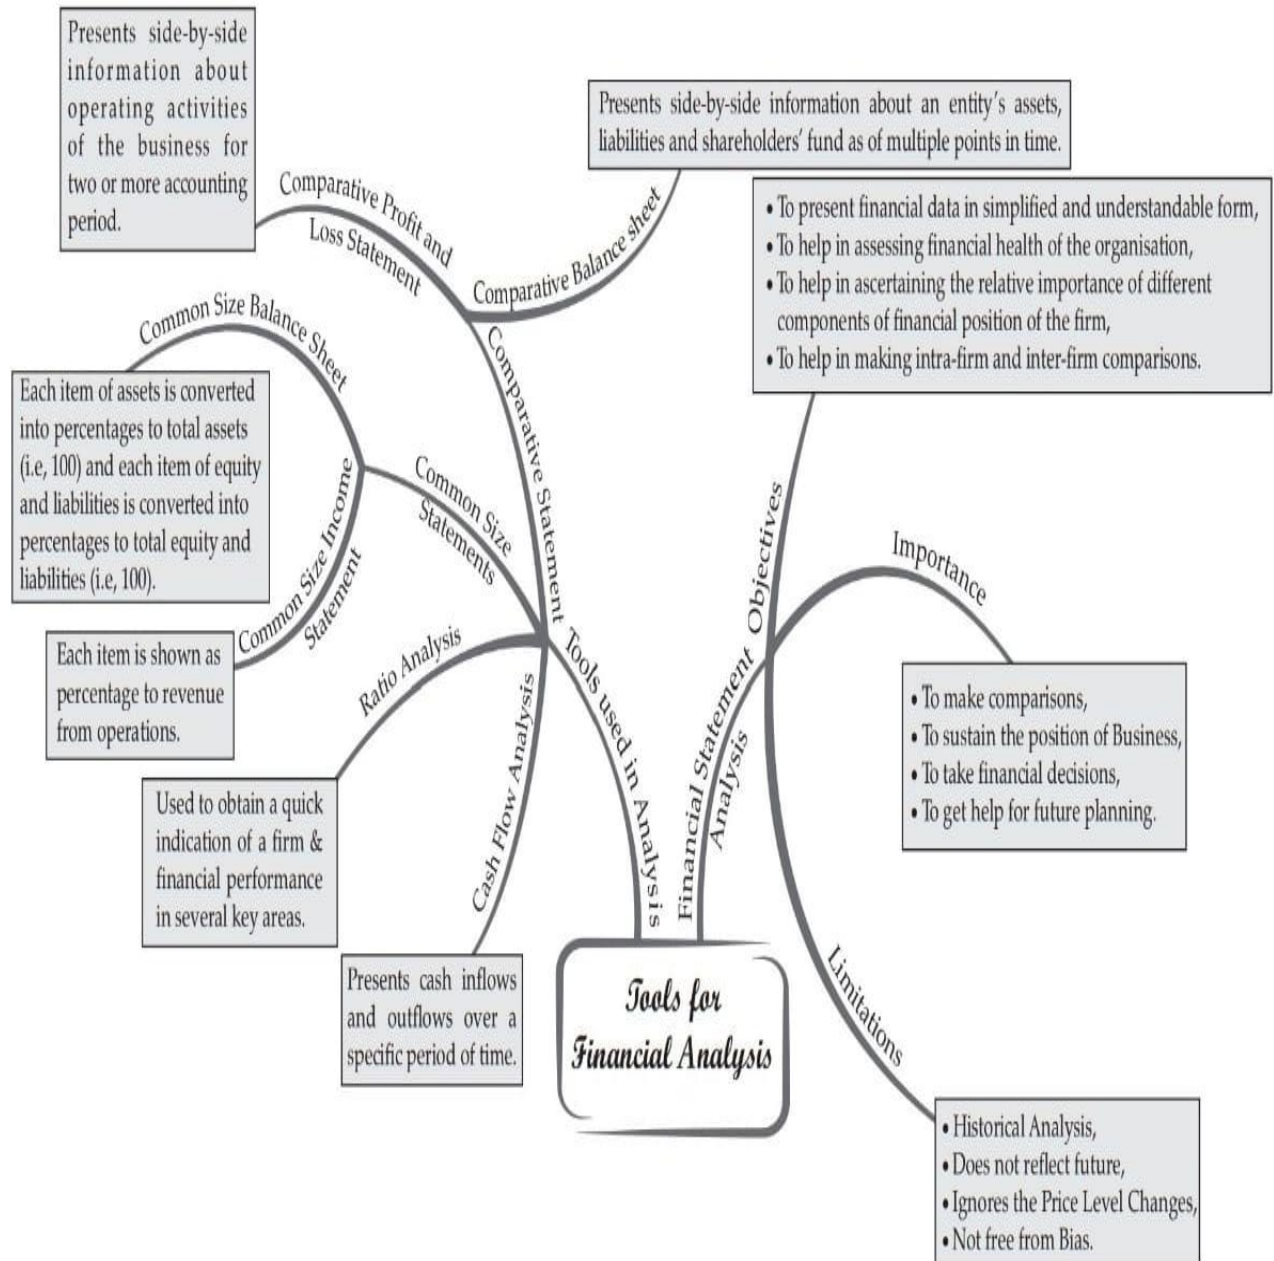 Presents side-by-side
information about
operating activities
of the business for
two or more accounting
period.
Presents side-by-side information about an entity's assets,
liabilities and shareholders' fund as of multiple points in time.
Comparative Profit and
Loss Statement
Comparative Balance sheet
• To present financial data in simplified and understandable form,
• To help in assessing financial health of the organisation,
• To help in ascertaining the relative importance of different
components of financial position of the firm,
• To help in making intra-firm and inter-firm comparisons.
Common Size Balance Sheet
Each item of assets is converted
into percentages to total assets
(i.e, 100) and each item of equity
and liabilities is converted into
percentages to total equity and
liabilities (i.e, 100).
Comparative Statement
Common Size
Statements
Common Size Income
Statement
Each item is shown as
percentage to revenue
from operations.
Ratio Analysis
Used to obtain a quick
indication of a firm &
financial performance
in several key areas.
Cash Flow Analysis
Presents cash inflows
and outflows over a
specific period of time.
Tools used in Analysis
Financial Statement
Analysis
Objectives
Importance
• To make comparisons,
• To sustain the position of Business,
• To take financial decisions,
• To get help for future planning.
Limitations
• Historical Analysis,
• Does not reflect future,
• Ignores the Price Level Changes,
• Not free from Bias.
Tools for
Financial Analysis